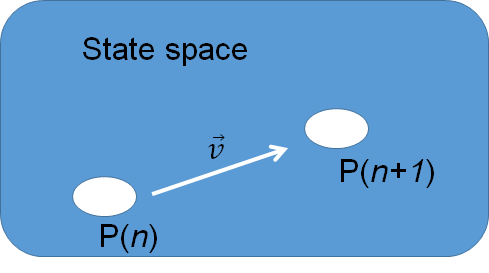 State space
v⃗
P(n+1)
P(n)